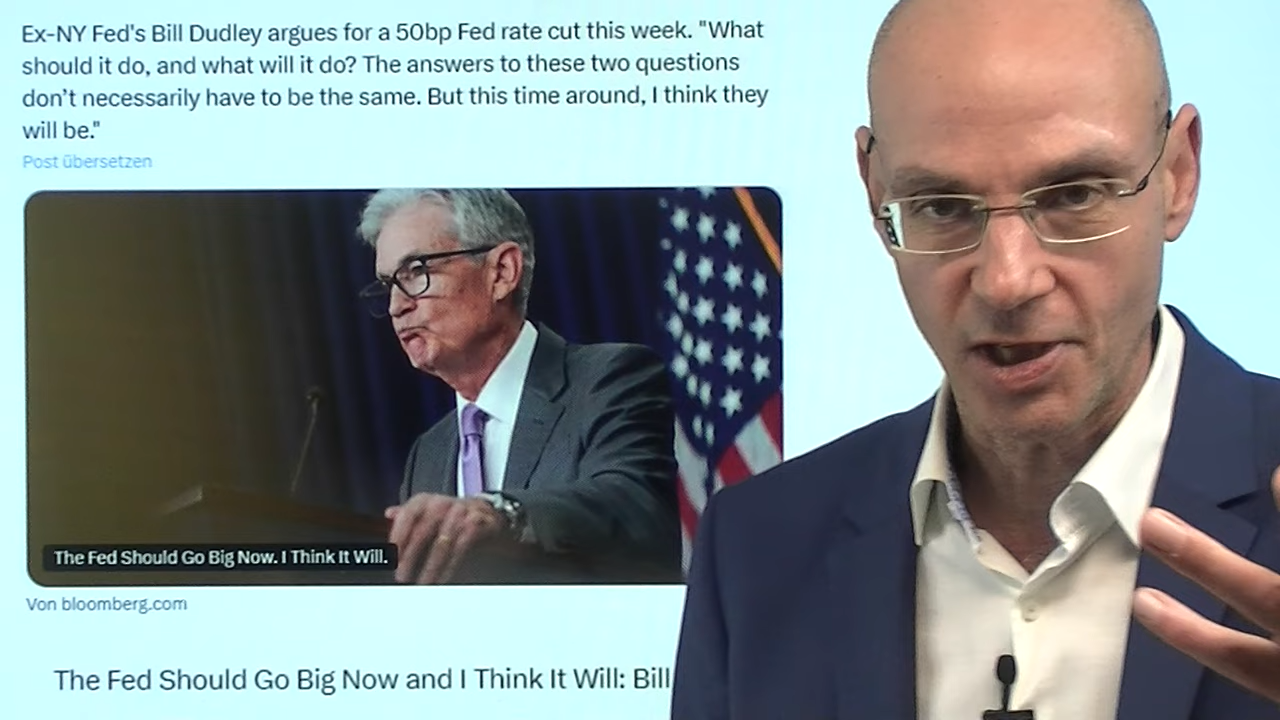 Ex-NY Fed's Bill Dudley argues for a 50bp Fed rate cut this week. "What
should it do, and what will it do? The answers to these two questions
don’t necessarily have to be the same. But this time around, I think they
will be."
Post übersetzen
The Fed Should Go Big Now. I Think It Will.
Von bloomberg.com
The Fed Should Go Big Now and I Think It Will: Bill